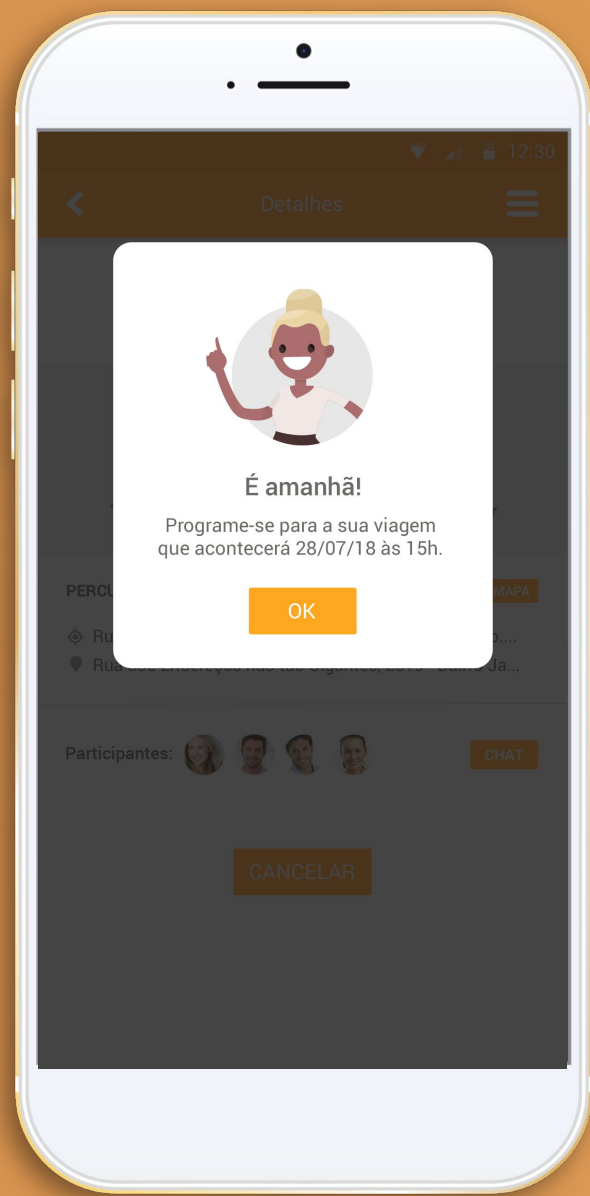 12:30
Detalhes
É amanhã!
Programe-se para a sua viagem
que acontecerá 28/07/18 às 15h.
OK
MAPA
Participantes:
CHAT
CANCELAR